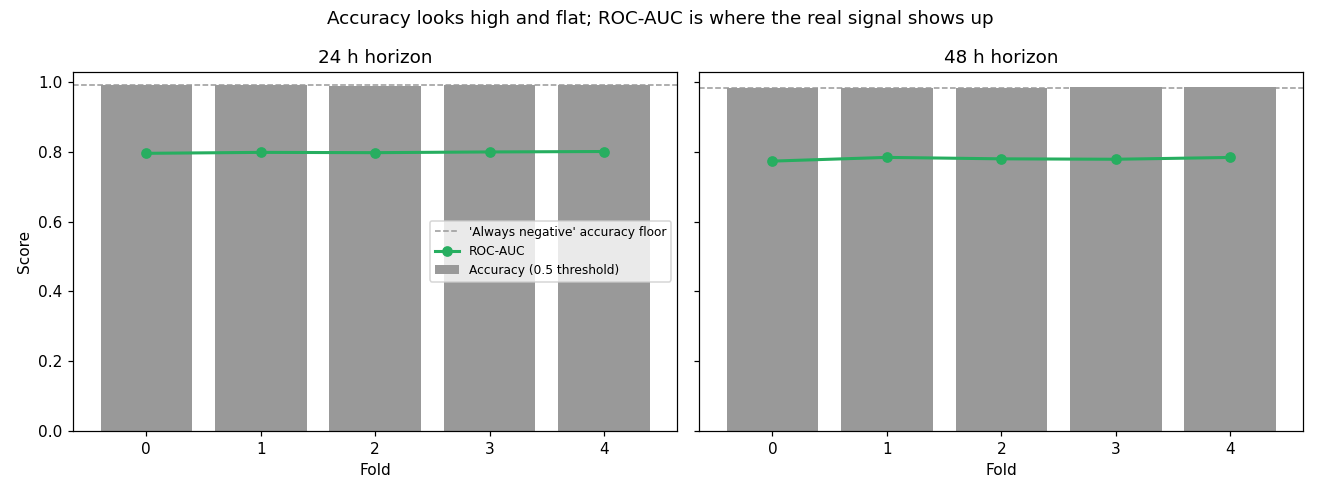 Accuracy looks high and flat; ROC-AUC is where the real signal shows up
24 h horizon
48 h horizon
Score
1.0
0.8
0.6
0.4
0.2
0.0
'Always negative' accuracy floor
ROC-AUC
Accuracy (0.5 threshold)
0 1 2 3 4
Fold
0 1 2 3 4
Fold